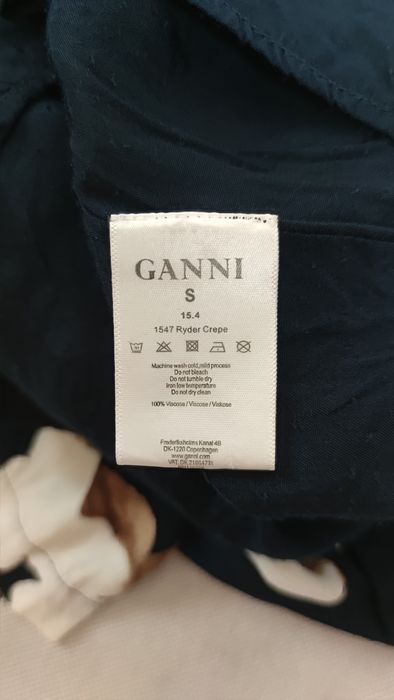 GANNI
S
15.4
1547 Ryder Crepe
Machine wash cold, mild process
Do not bleach
Do not tumble dry
Iron low temperature
Do not dry clean
100% Viscose / Viscose / Viskose
Frederiksholms Kanal 4B
DK-1220 Copenhagen
www.ganni.com
VAT: DK